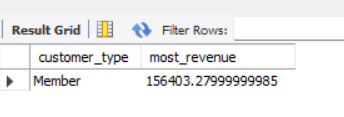 Result Grid Filter Rows:
customer_type most_revenue
Member 156403.27999999985